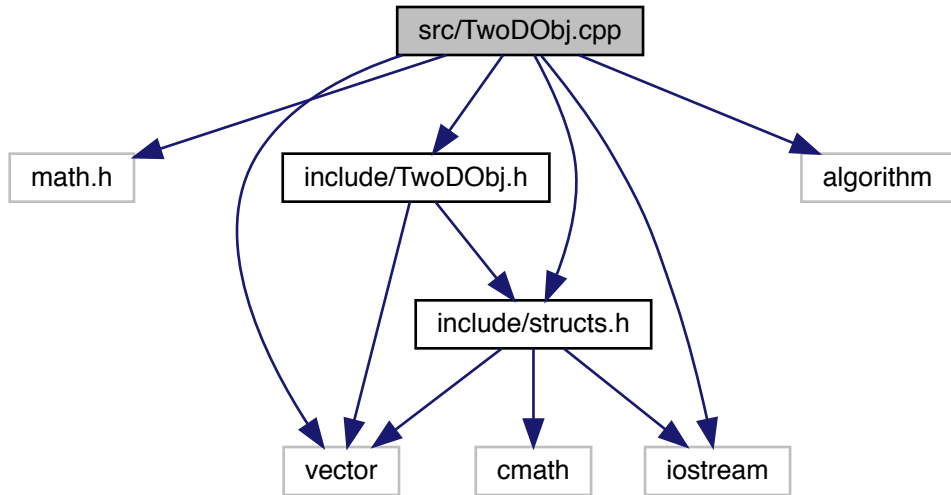 src/TwoDObj.cpp
math.h
include/TwoDObj.h
algorithm
include/structs.h
vector
cmath
iostream